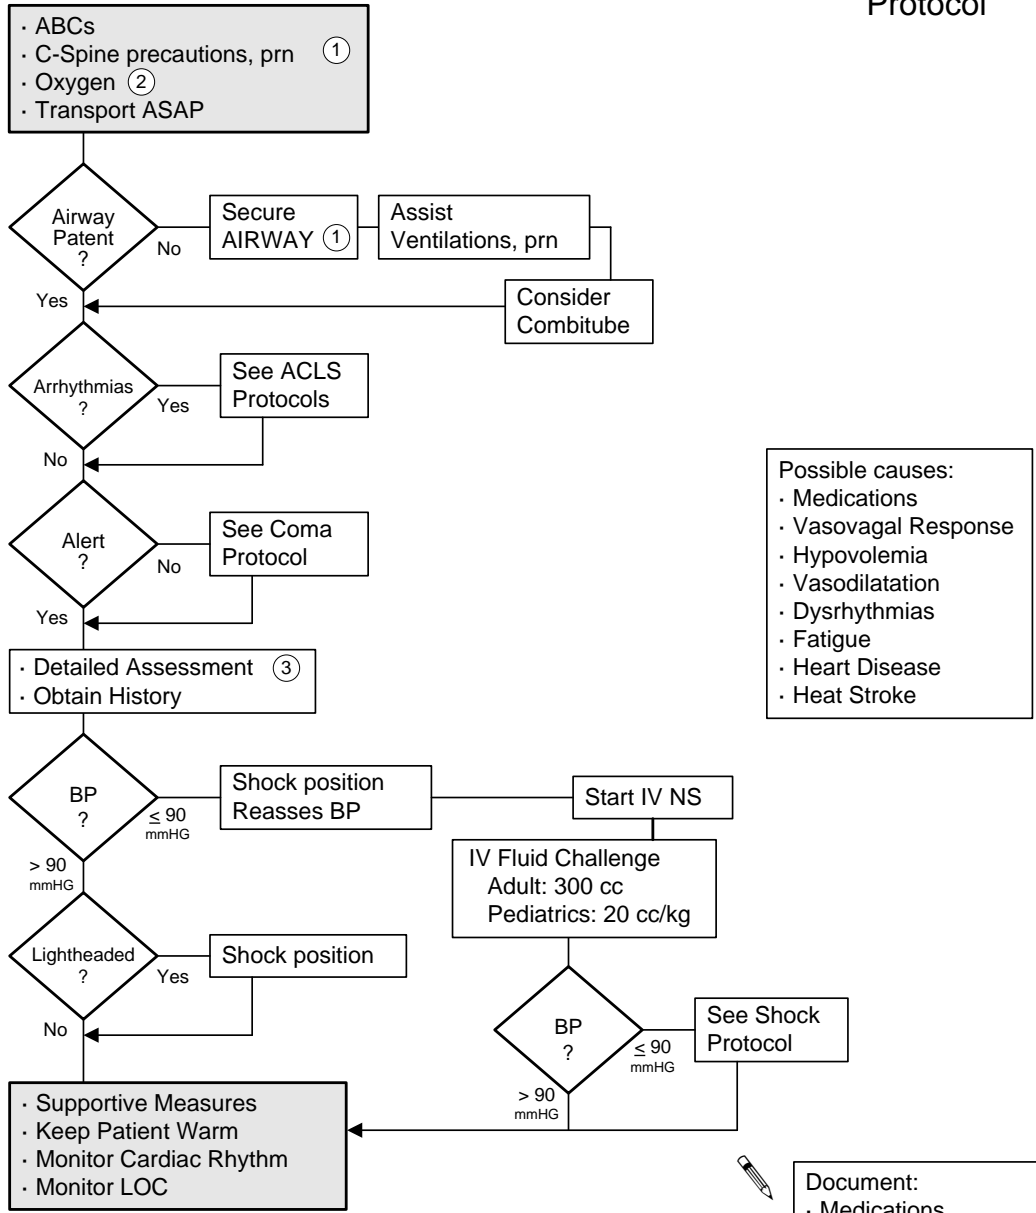 Protocol
· ABCs
· C-Spine precautions, prn 1
· Oxygen 2
· Transport ASAP
Airway
Patent
?
No
Secure
AIRWAY 1
Assist
Ventilations, prn
Consider
Combitube
Yes
Arrhythmias
?
Yes
See ACLS
Protocols
No
Alert
?
No
See Coma
Protocol
Yes
Possible causes:
· Medications
· Vasovagal Response
· Hypovolemia
· Vasodilatation
· Dysrhythmias
· Fatigue
· Heart Disease
· Heat Stroke
· Detailed Assessment 3
· Obtain History
BP
?
≤ 90
mmHG
Shock position
Reasses BP
Start IV NS
IV Fluid Challenge
Adult: 300 cc
Pediatrics: 20 cc/kg
> 90
mmHG
Lightheaded
?
Yes
Shock position
No
BP
?
≤ 90
mmHG
See Shock
Protocol
> 90
mmHG
· Supportive Measures
· Keep Patient Warm
· Monitor Cardiac Rhythm
· Monitor LOC
Document:
· Medications